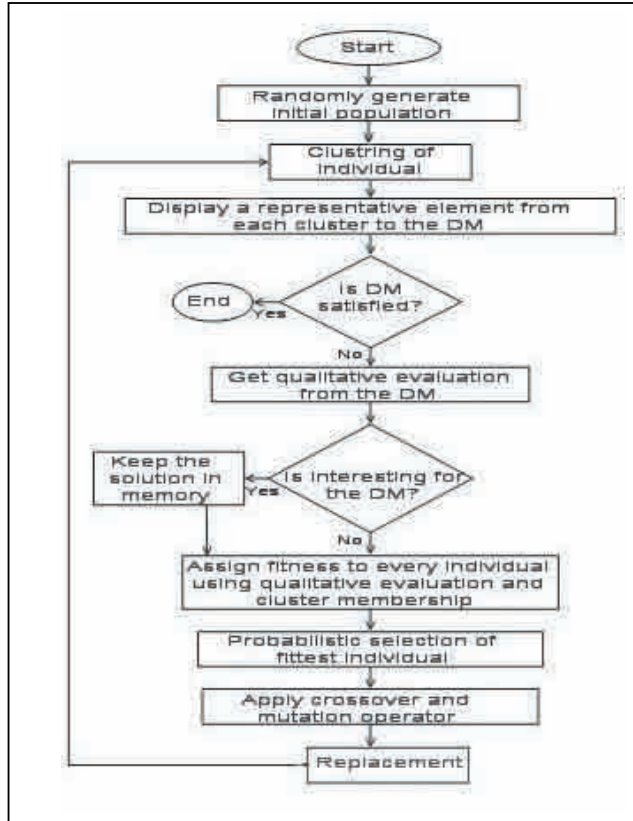 Start
Randomly generate
initial population
Clustring of
individual
Display a representative element from
each cluster to the DM
Is DM
satisfied?
End
Yes
No
Get qualitative evaluation
from the DM
Is interesting for
the DM?
Yes
Keep the
solution in
memory
No
Assign fitness to every individual
using qualitative evaluation and
cluster membership
Probabilistic selection of
fittest individual
Apply crossover and
mutation operator
Replacement